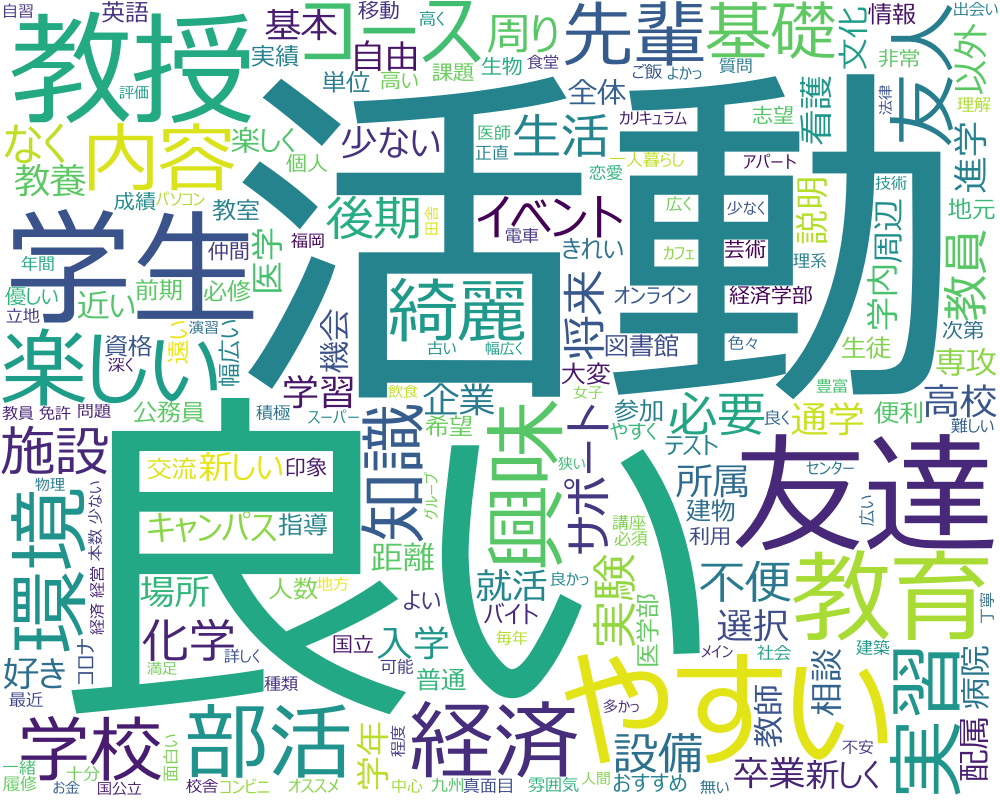 自習
英語
移動
高く
出会い
教授
コース
基本
先輩
周り
基礎
文化
情報
友人
以外
非常
理解
評価
実績
自由
課題
生物
食堂
単位
高い
ご飯
よかっ
質問
全体
志望
看護
法律
進学
なく
内容
楽しく
少ない
医師
正直
生活
カリキュラム
教養
個人
恋愛
一人暮らし
アパート
技術
活動
成績
パソコン
教室
後期
イベント
広く
少なく
説明
地元
学生
仲間
福岡
電車
きれい
カフェ
芸術
理系
周辺
教員
年間
医学
田舎
優しい
近い
前期
必修
綺麗
将来
オンライン
経済学部
学内
次第
立地
演習
遠い
幅広い
機会
図書館
色々
生徒
専攻
楽しい
資格
深く
古い
幅広く
大変
学習
飲食
企業
女子
豊富
高校
教員 免許 問題
公務員
積極
スーパー
希望
参加
必要
良く
通学
便利
難しい
施設
良い
知識
興味
やすく
テスト
交流
新しい
印象
狭い
サポート
所属
センター
友達
物理
環境
キャンパス
指導
グループ
講座
必須
建物
利用
広い
経済 経営 本数 少ない
場所
距離
就活
良かっ
実験
不便
教育
人数
地方
よい
バイト
医学部
選択
丁寧
化学
国立
入学
毎年
メイン
社会
建築
好き
コロナ
満足
詳しく
可能
普通
相談
実習
病院
最近
種類
やすい
多かっ
学校
部活
経済
教師
設備
不安
配属
面白い
学年
程度
卒業
新しく
一緒
十分
履修
お金
国公立
校舎
コンビニ
オススメ
中心
九州
真面目
雰囲気
人間
おすすめ
無い